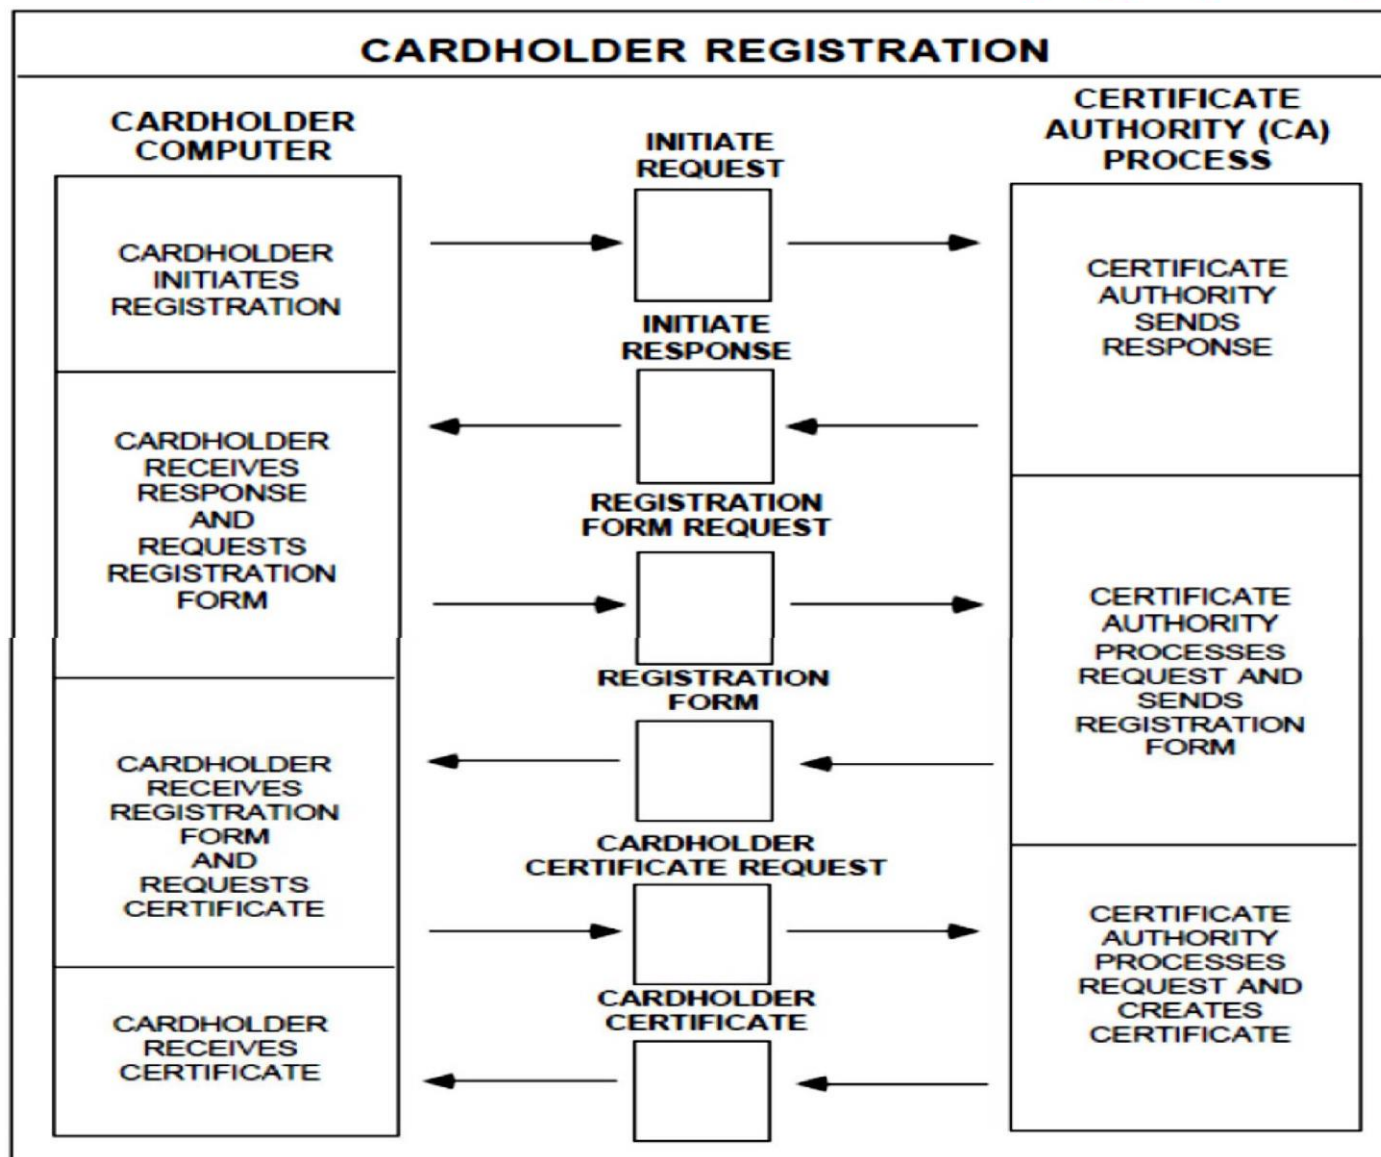 CARDHOLDER REGISTRATION
CARDHOLDER
COMPUTER
CARDHOLDER
INITIATES
REGISTRATION
CARDHOLDER
RECEIVES
RESPONSE
AND
REQUESTS
REGISTRATION
FORM
CARDHOLDER
RECEIVES
REGISTRATION
FORM
AND
REQUESTS
CERTIFICATE
CARDHOLDER
RECEIVES
CERTIFICATE
INITIATE
REQUEST
INITIATE
RESPONSE
REGISTRATION
FORM REQUEST
REGISTRATION
FORM
CARDHOLDER
CERTIFICATE REQUEST
CARDHOLDER
CERTIFICATE
CERTIFICATE
AUTHORITY (CA)
PROCESS
CERTIFICATE
AUTHORITY
SENDS
RESPONSE
CERTIFICATE
AUTHORITY
PROCESSES
REQUEST AND
SENDS
REGISTRATION
FORM
CERTIFICATE
AUTHORITY
PROCESSES
REQUEST AND
CREATES
CERTIFICATE